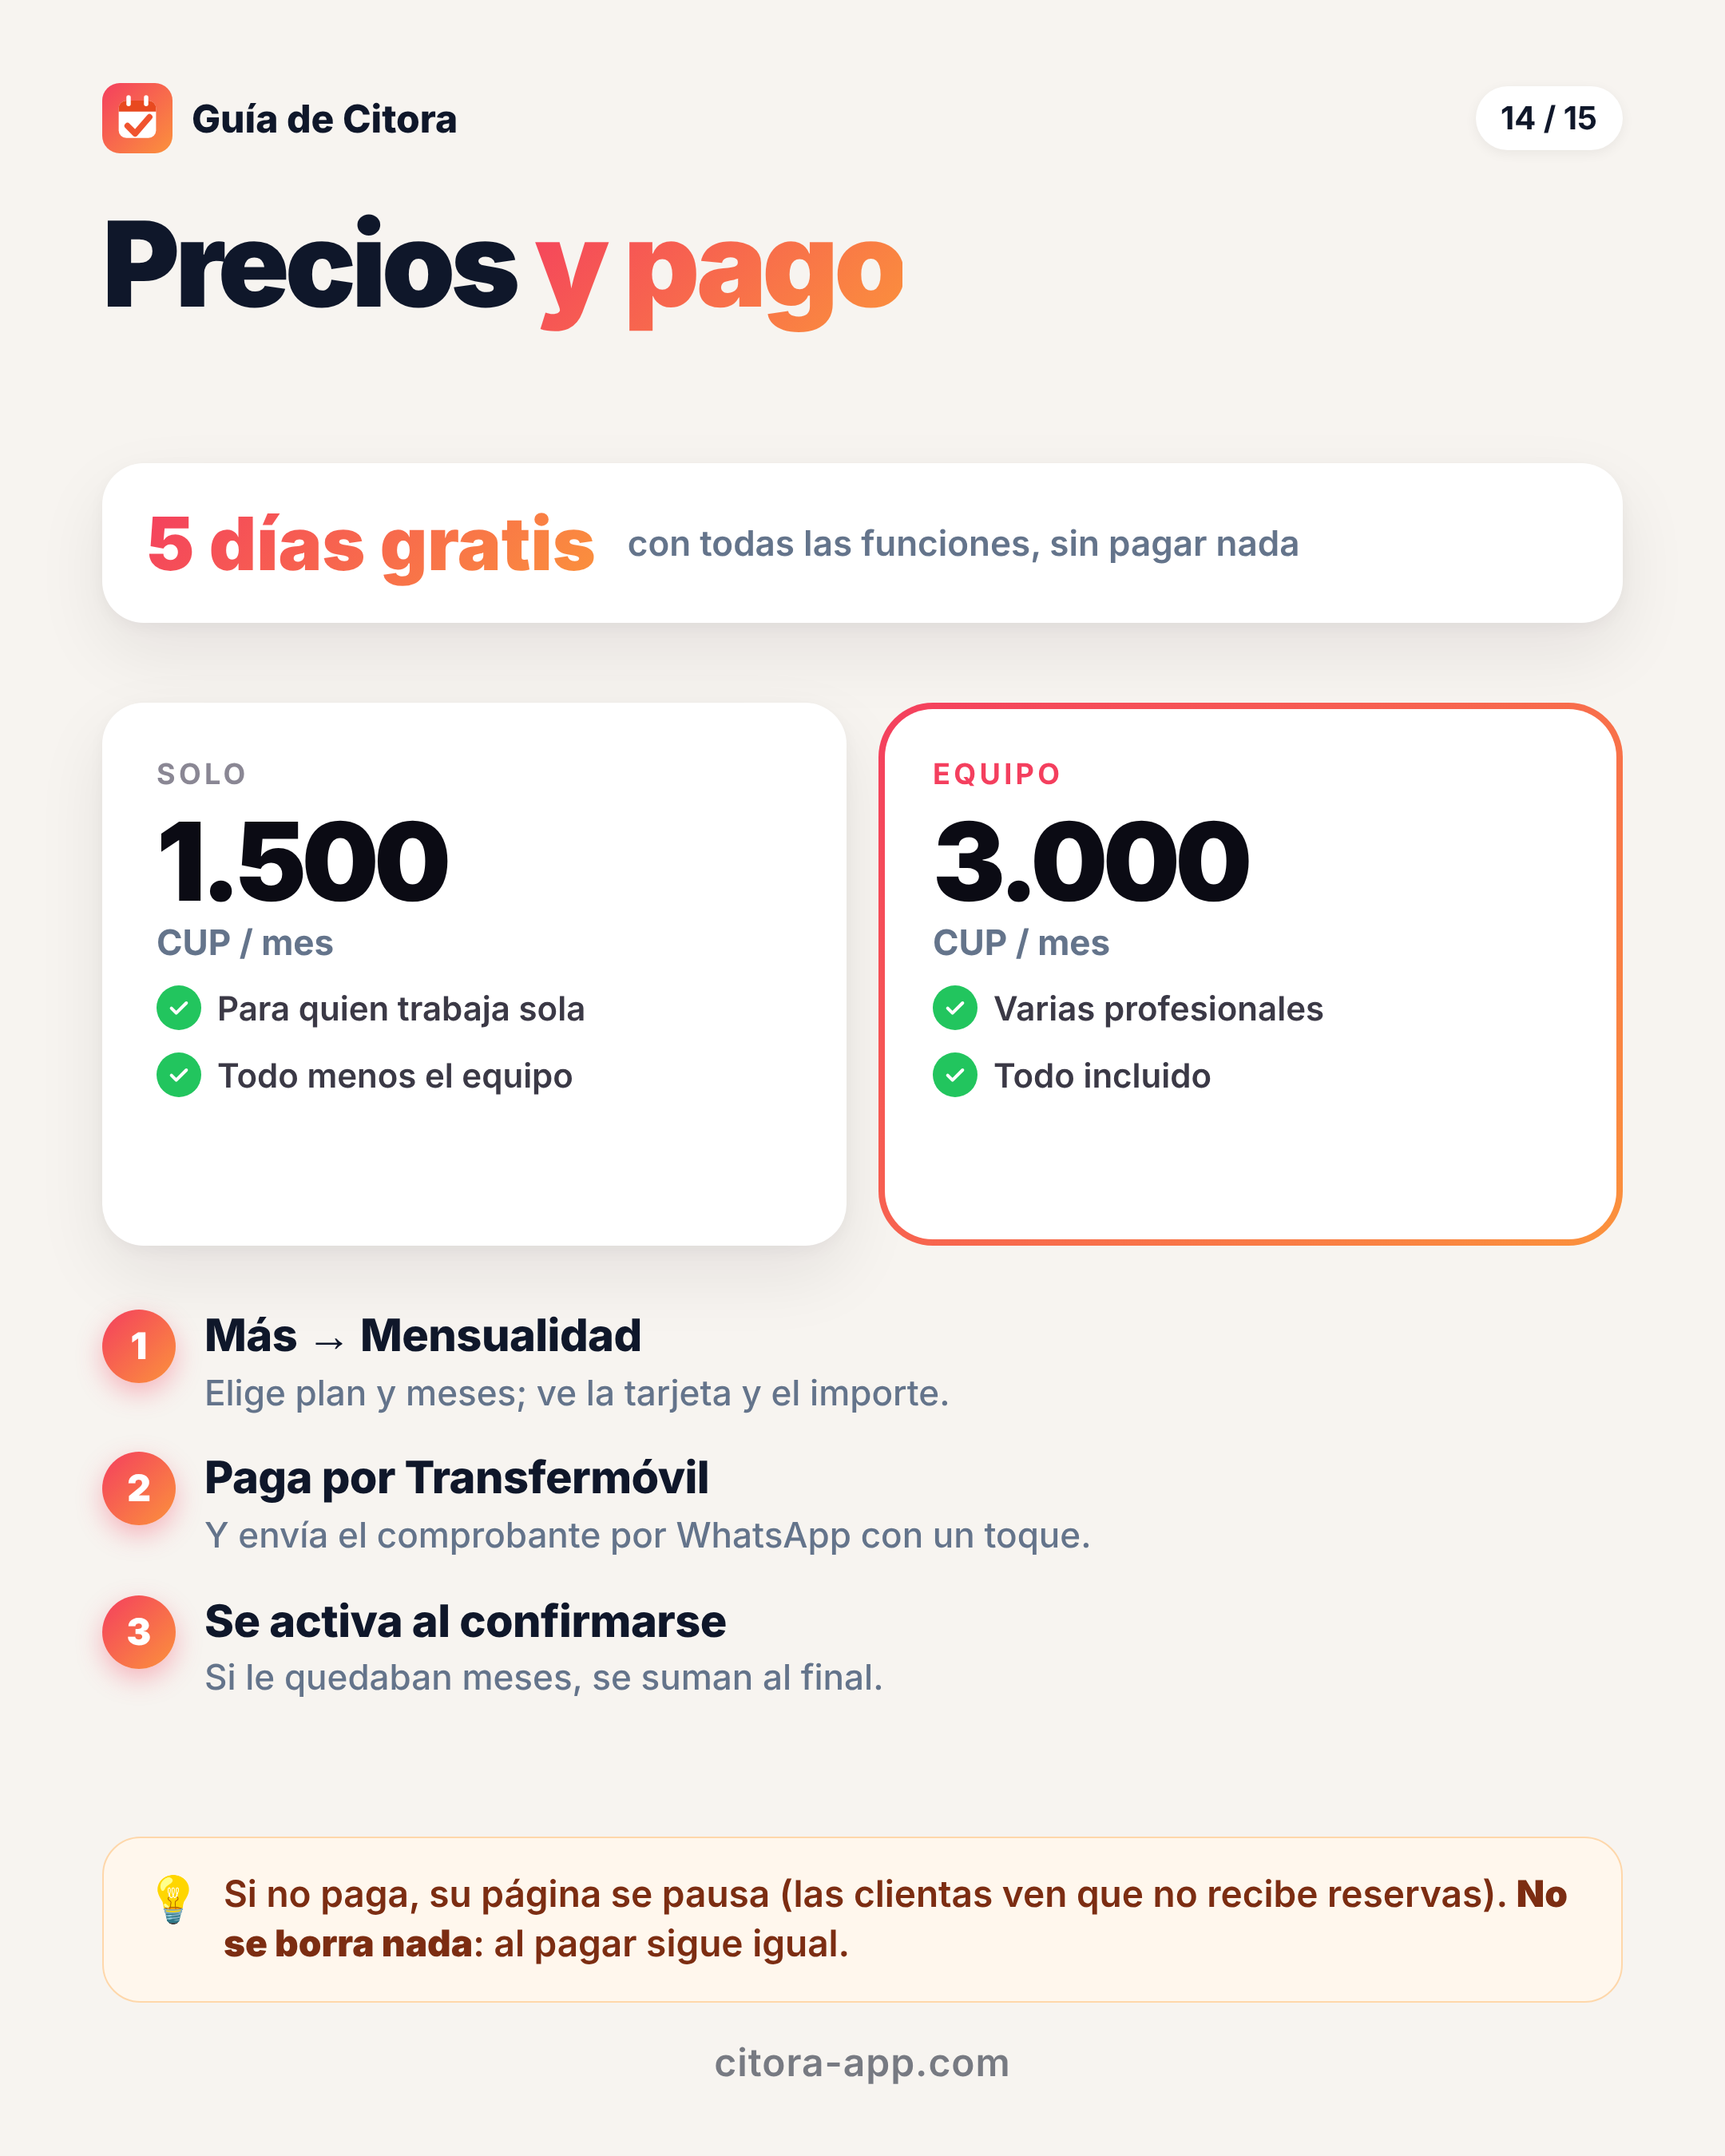 Guía de Citora
14 / 15
Precios y pago
5 días gratis con todas las funciones, sin pagar nada
SOLO
1.500
CUP / mes
Para quien trabaja sola
Todo menos el equipo
EQUIPO
3.000
CUP / mes
Varias profesionales
Todo incluido
1
Más → Mensualidad
Elige plan y meses; ve la tarjeta y el importe.
2
Paga por Transfermóvil
Y envía el comprobante por WhatsApp con un toque.
3
Se activa al confirmarse
Si le quedaban meses, se suman al final.
Si no paga, su página se pausa (las clientas ven que no recibe reservas). No
se borra nada: al pagar sigue igual.
citora-app.com